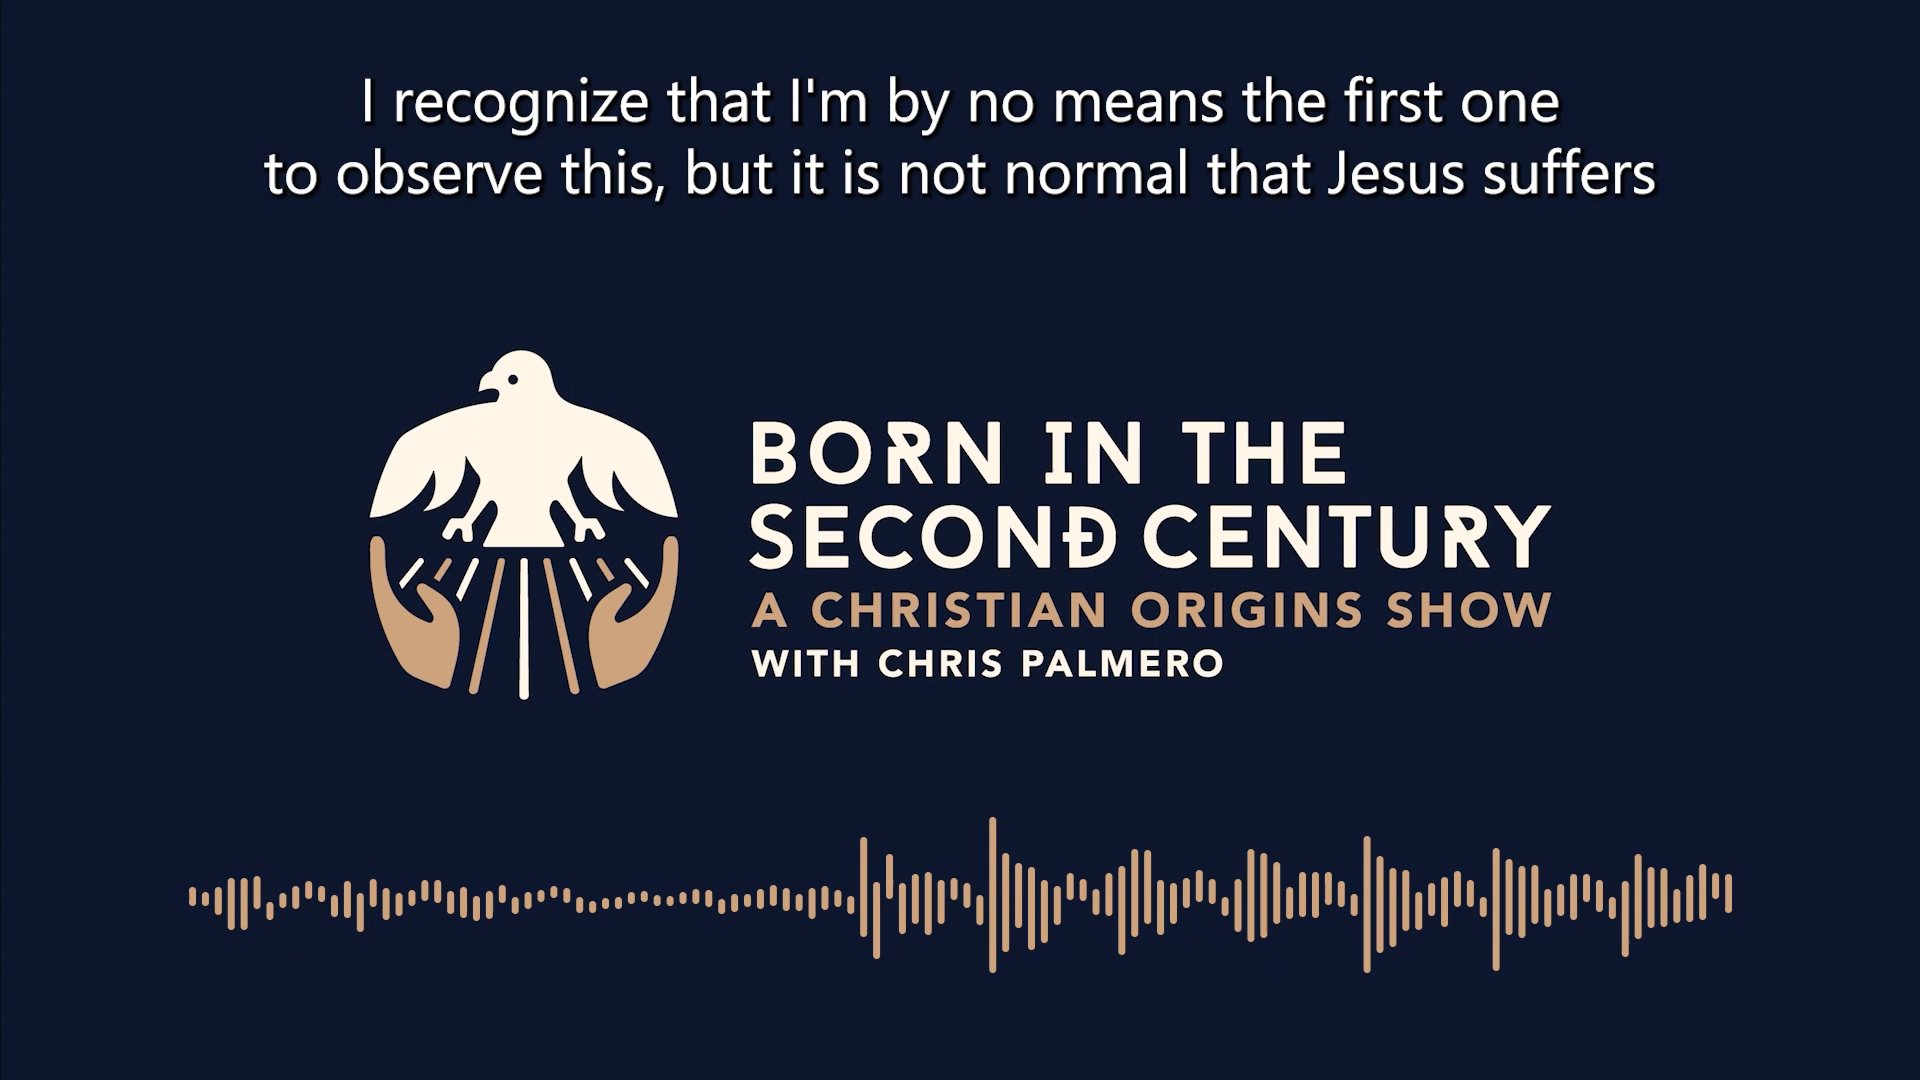 I recognize that I'm by no means the first one
to observe this, but it is not normal that Jesus suffers
BORN IN THE
SECOND CENTURY
A CHRISTIAN ORIGINS SHOW
WITH CHRIS PALMERO